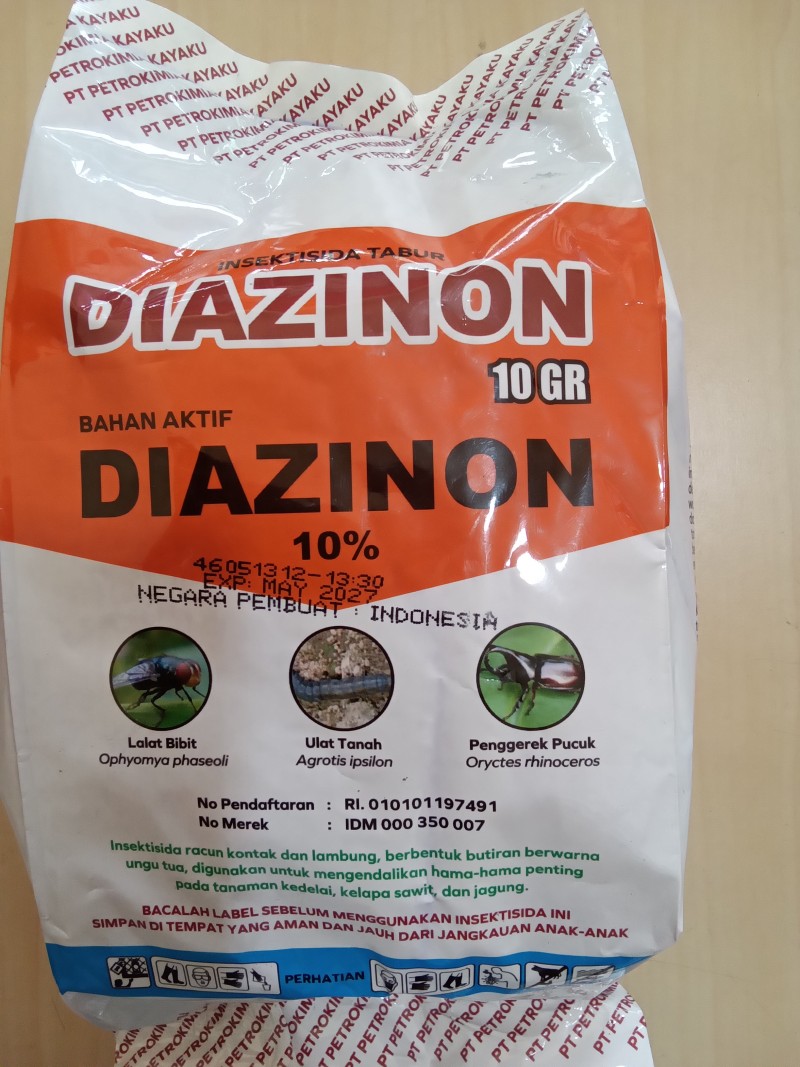 PT PETROKIMIA KAYAKU
INSEKTISIDA TABUR
DIAZINON
10 GR
BAHAN AKTIF
DIAZINON
10%
46051312-13:30
EXP: MAY 2027
NEGARA PEMBUAT : INDONESIA
Lalat Bibit
Ophyomya phaseoli
Ulat Tanah
Agrotis ipsilon
Penggerek Pucuk
Oryctes rhinoceros
No Pendaftaran : RI. 010101197491
No Merek : IDM 000 350 007
Insektisida racun kontak dan lambung, berbentuk butiran berwarna
ungu tua, digunakan untuk mengendalikan hama-hama penting
pada tanaman kedelai, kelapa sawit, dan jagung.
BACALAH LABEL SEBELUM MENGGUNAKAN INSEKTISIDA INI
SIMPAN DI TEMPAT YANG AMAN DAN JAUH DARI JANGKAUAN ANAK-ANAK
PERHATIAN
PT PETROKIMIA KAYAKU